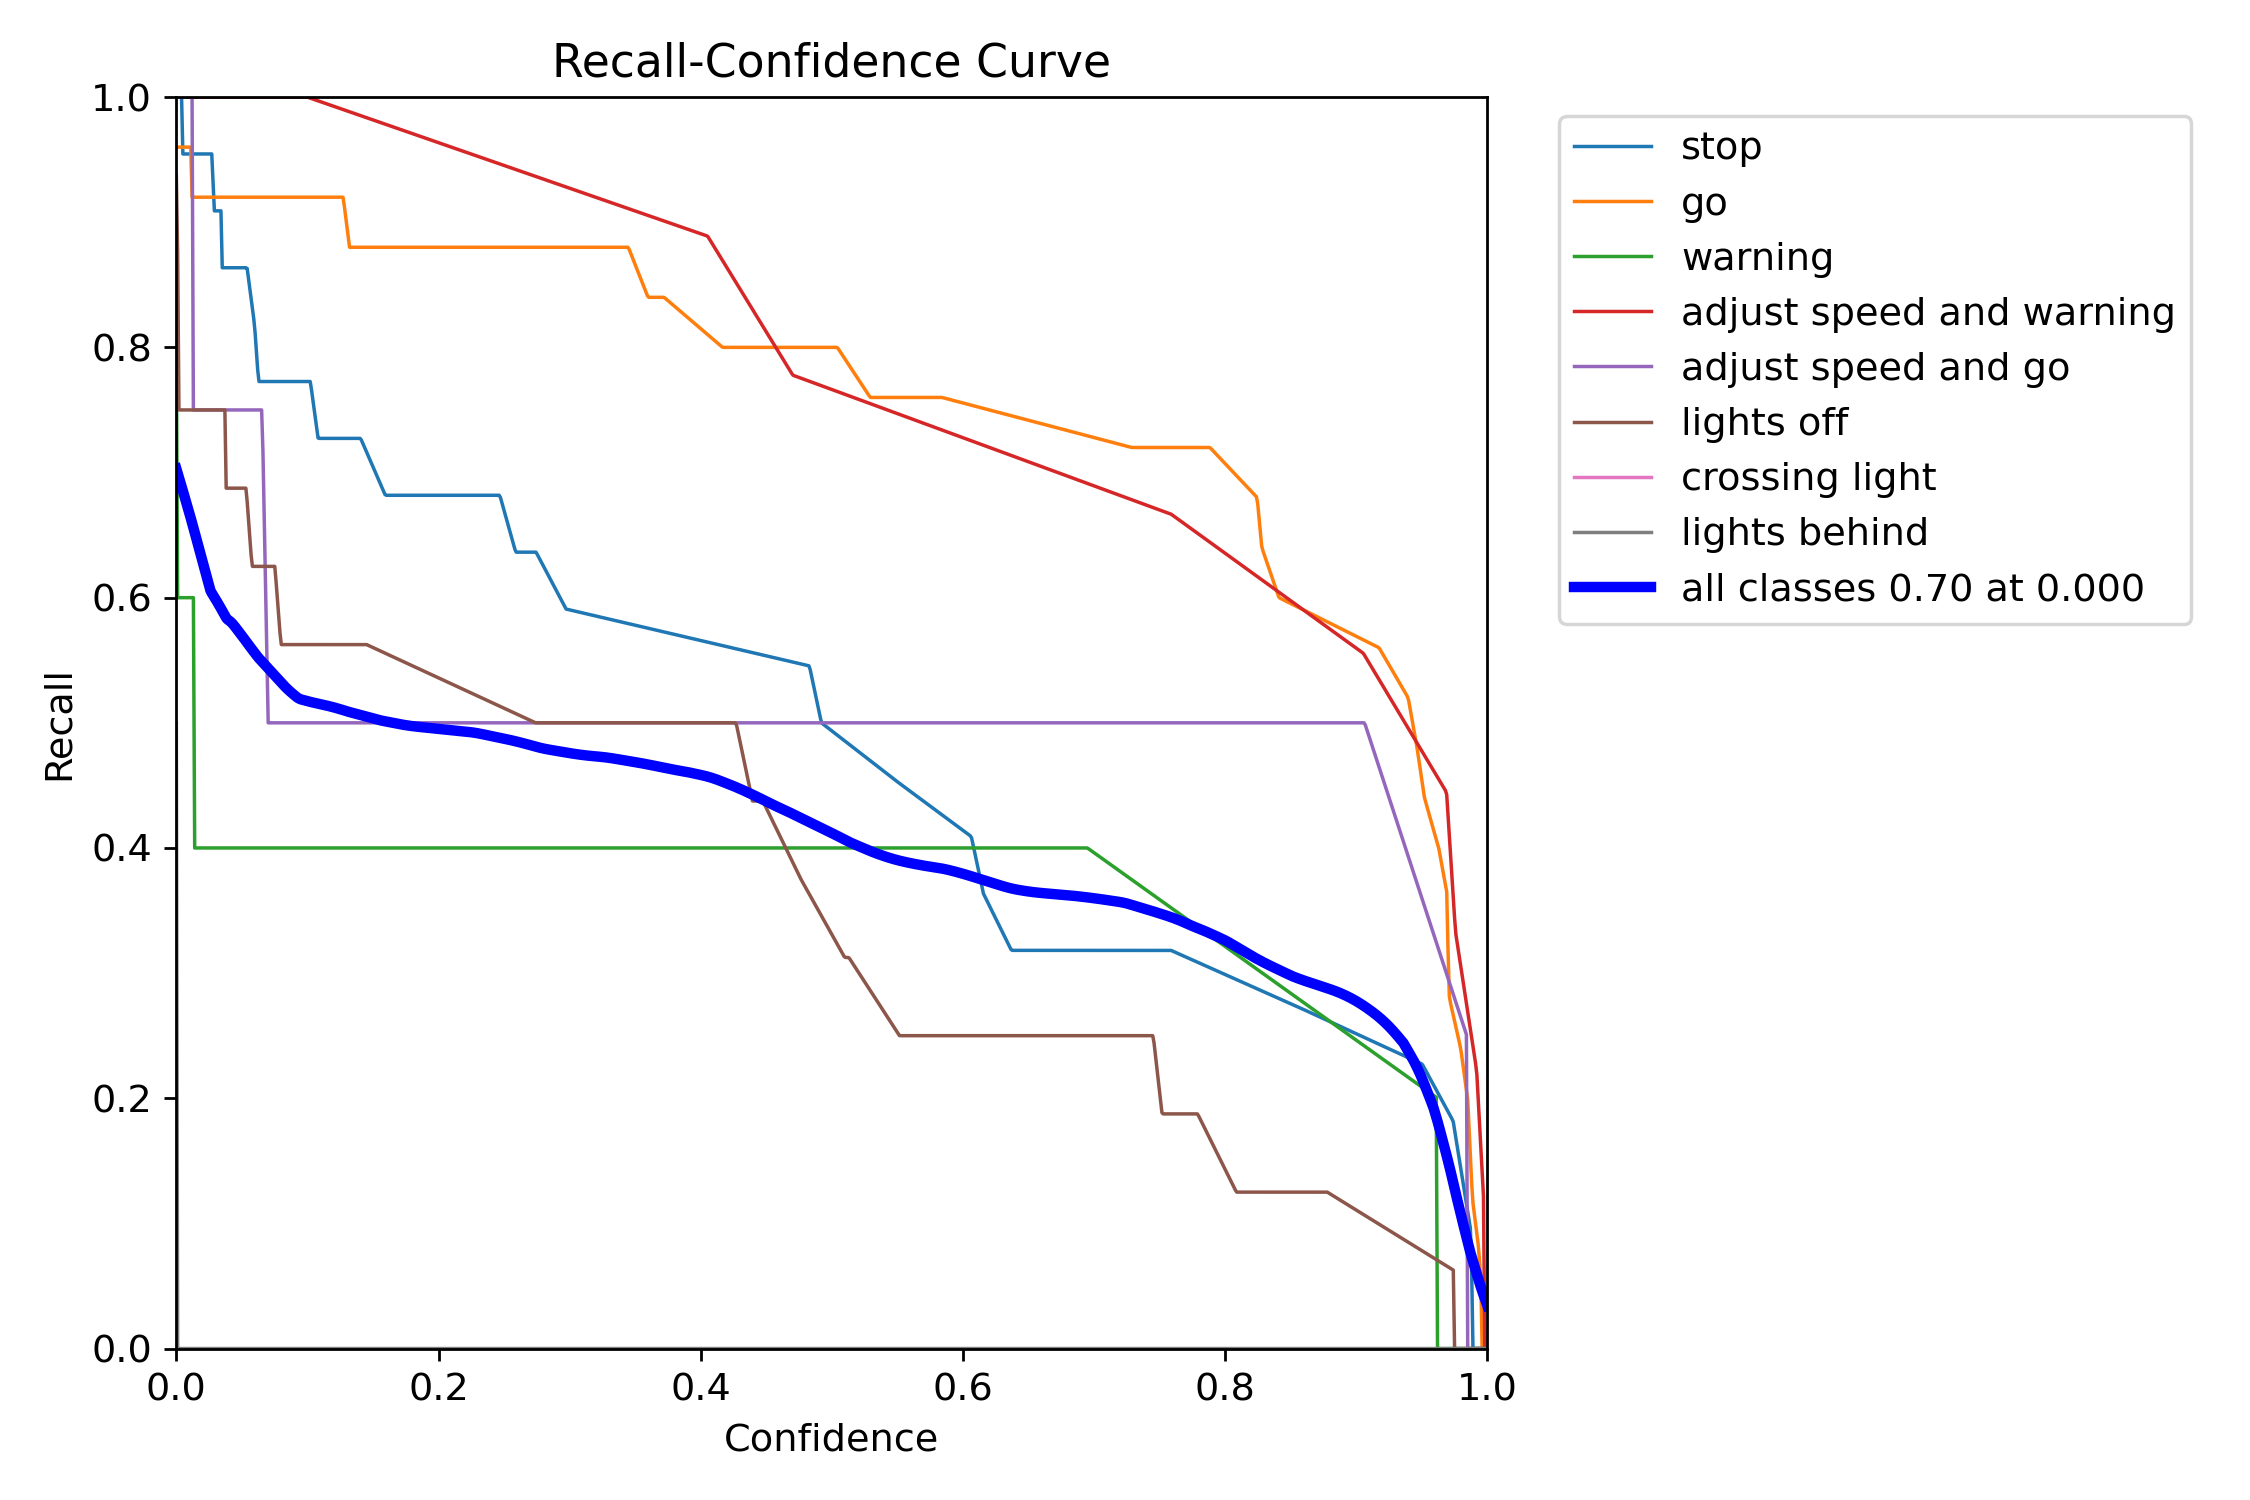 Recall-Confidence Curve
1.0
0.8
0.6
0.4
0.2
0.0
Recall
0.0 0.2 0.4 0.6 0.8 1.0
Confidence
stop
go
warning
adjust speed and warning
adjust speed and go
lights off
crossing light
lights behind
all classes 0.70 at 0.000